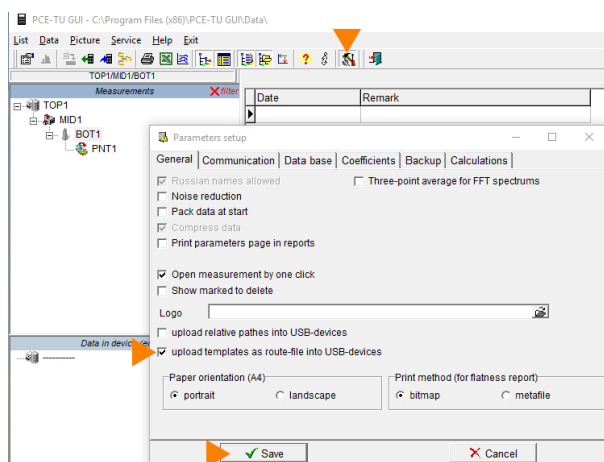 PCE-TU GUI - C:\Program Files (x86)\PCE-TU GUI\Data\
List Data Picture Service Help Exit
TOP1/MID1/BOT1
Measurements filter
Date Remark
TOP1
MID1
BOT1
PNT1
Parameters setup
General Communication Data base Coefficients Backup Calculations
Russian names allowed Three-point average for FFT spectrums
Noise reduction
Pack data at start
Compress data
Print parameters page in reports
Open measurement by one click
Show marked to delete
Logo
upload relative pathes into USB-devices
Data in device
upload templates as route-file into USB-devices
Paper orientation (A4) Print method (for flatness report)
portrait landscape bitmap metafile
Save Cancel